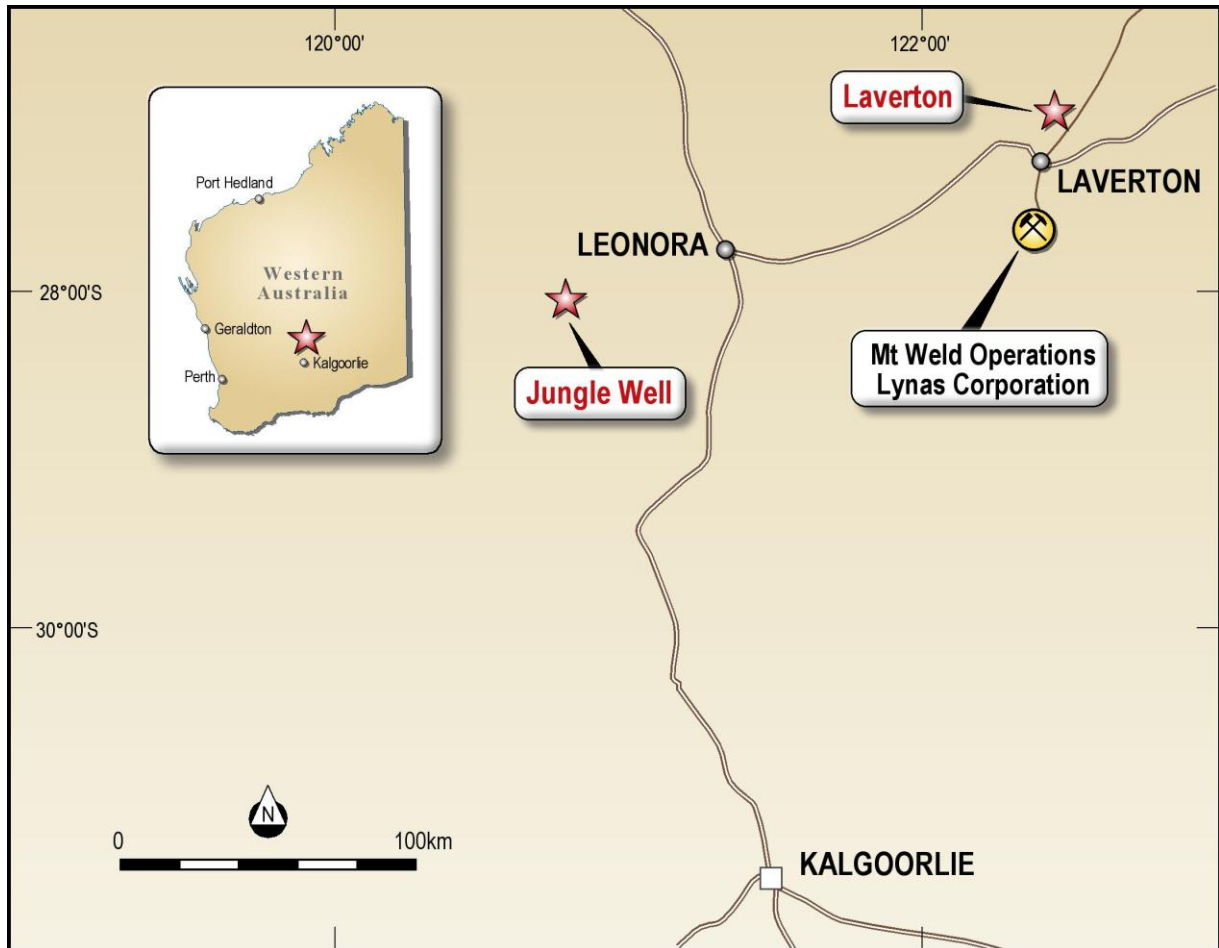 120°00'
122°00'
Laverton
LAVERTON
Port Hedland
LEONORA
Western
Australia
28°00'S
Geraldton
Kalgoorlie
Perth
Mt Weld Operations
Lynas Corporation
Jungle Well
30°00'S
N
0
100km
KALGOORLIE